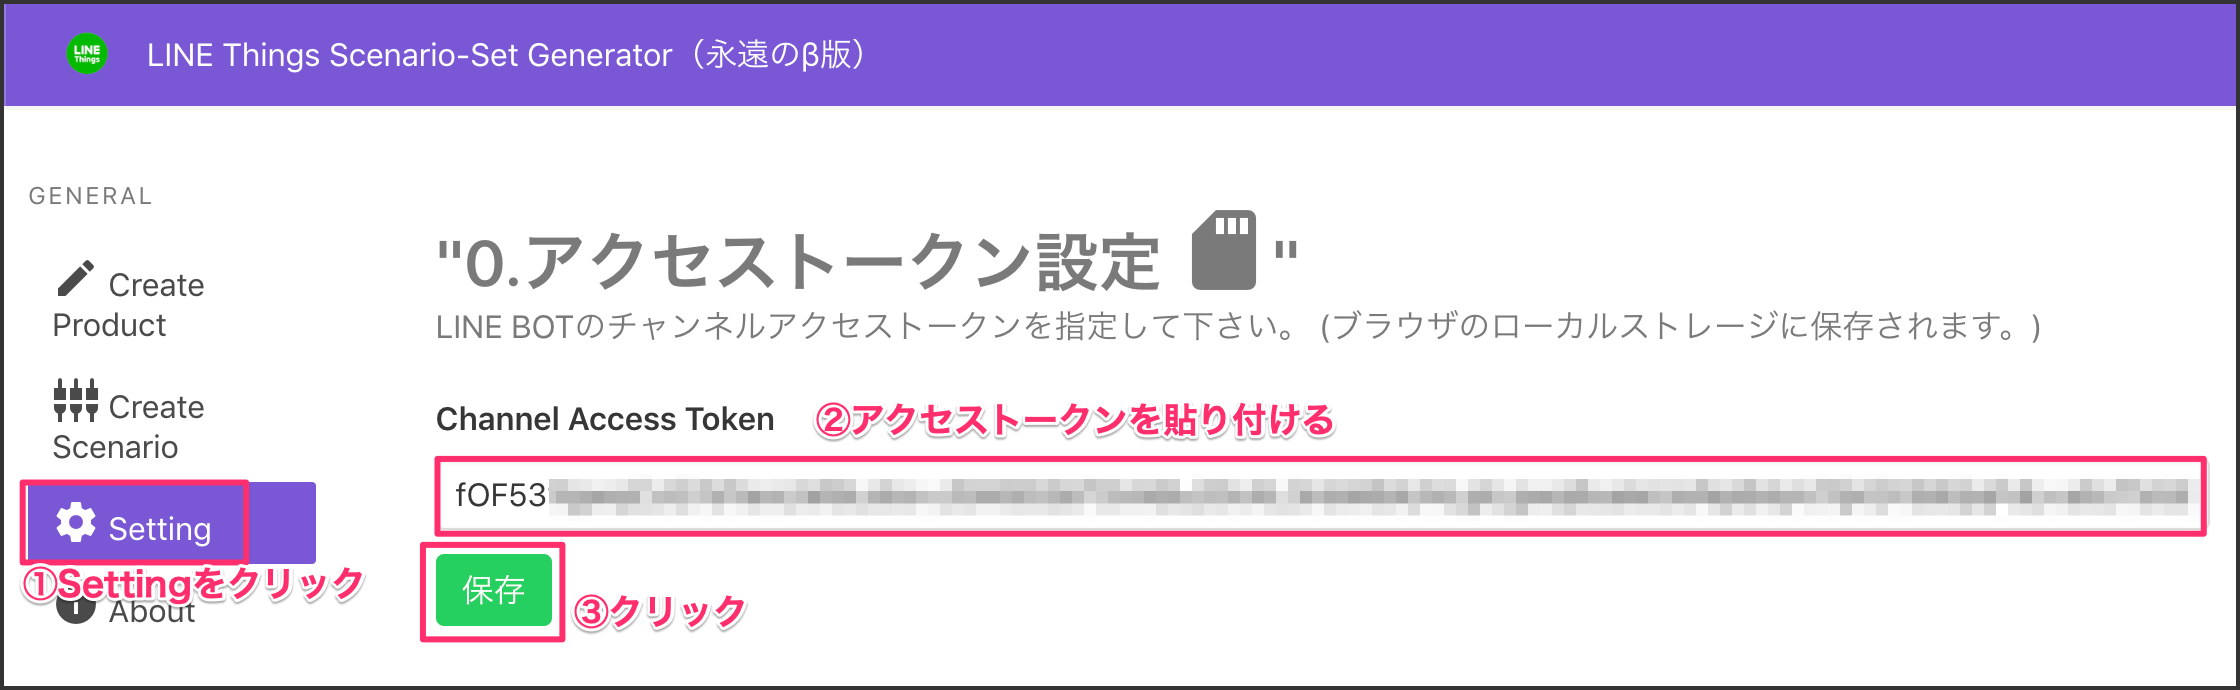 LINE Things
LINE Things Scenario-Set Generator（永遠のβ版）
GENERAL
Create
Product
Create
Scenario
Setting
①Settingをクリック
About
"0.アクセストークン設定 "
LINE BOTのチャンネルアクセストークンを指定して下さい。 (ブラウザのローカルストレージに保存されます。)
Channel Access Token
②アクセストークンを貼り付ける
fOF53
保存
③クリック